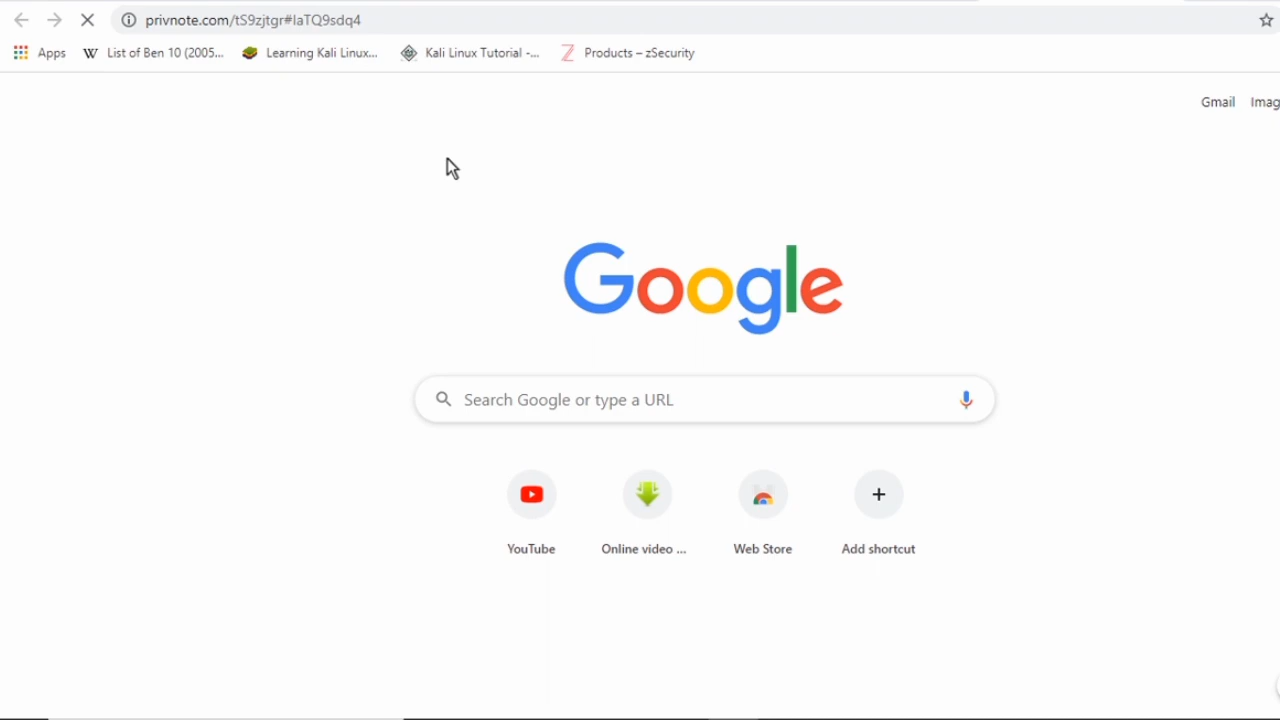 privnote.com/tS9zjtgr#laTQ9sdq4
Apps
List of Ben 10 (2005...
Learning Kali Linux...
Kali Linux Tutorial -...
Products – zSecurity
Gmail
Imag
Google
Search Google or type a URL
YouTube
Online video ...
Web Store
Add shortcut